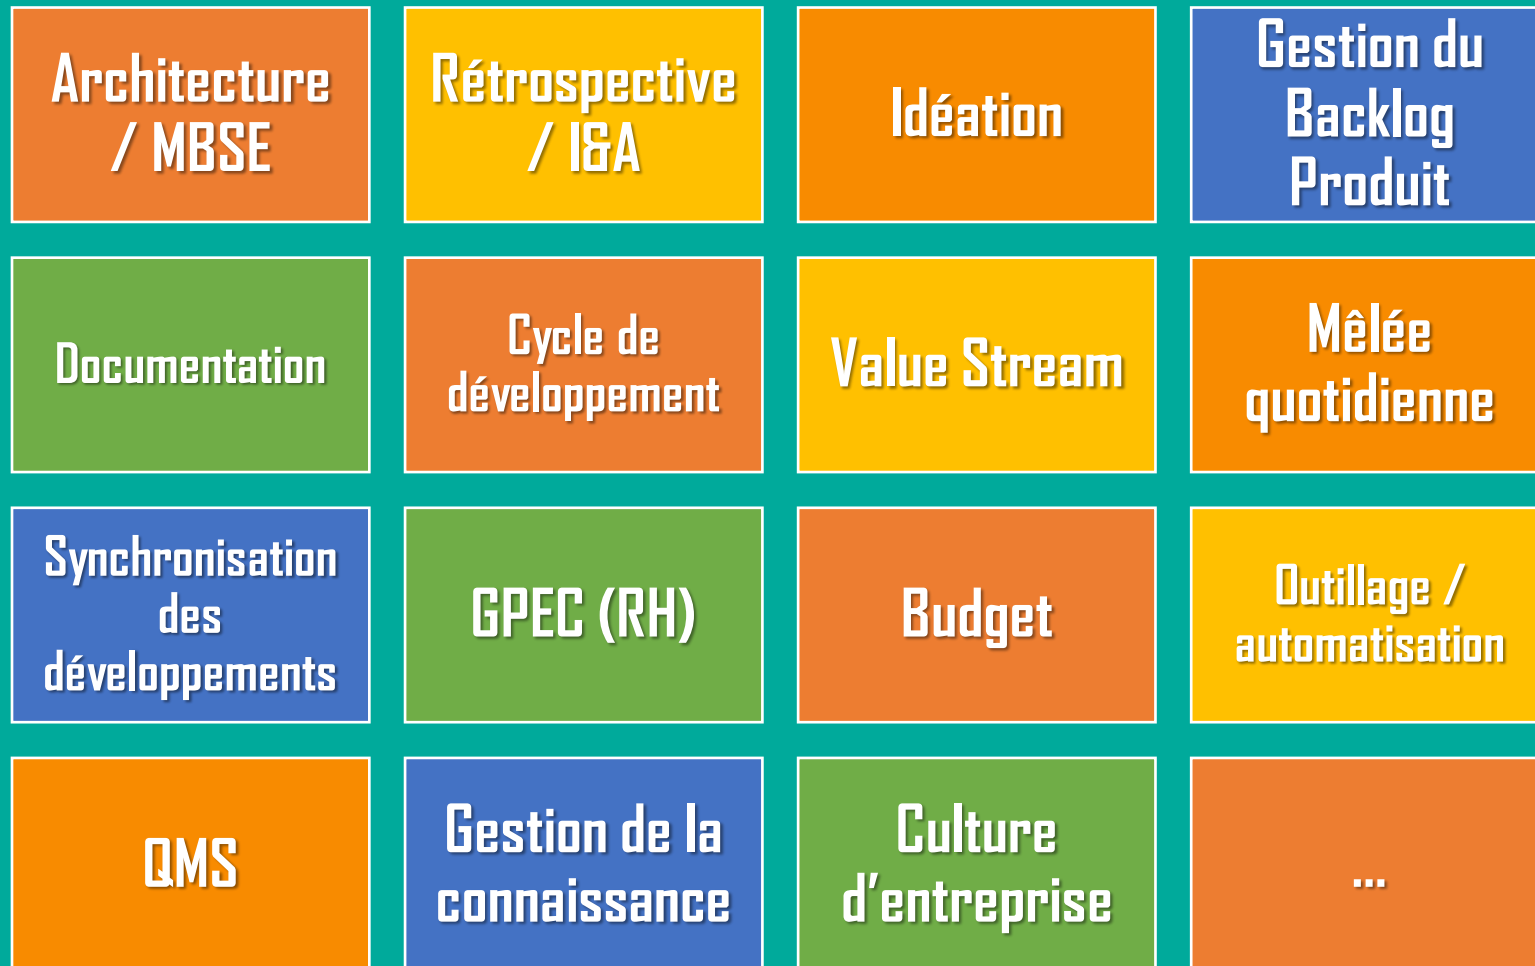 Architecture
/ MBSE
Rétrospective
/ I&A
Idéation
Gestion du
Backlog
Produit
Documentation
Cycle de
développement
Value Stream
Mêlée
quotidienne
Synchronisation
des
développements
GPEC (RH)
Budget
Outillage /
automatisation
QMS
Gestion de la
connaissance
Culture
d’entreprise
...